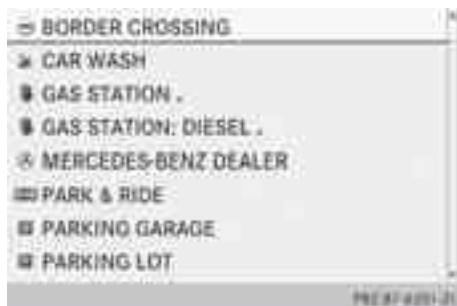 BORDER CROSSING
CAR WASH
GAS STATION .
GAS STATION: DIESEL .
MERCEDES-BENZ DEALER
PARK & RIDE
PARKING GARAGE
PARKING LOT